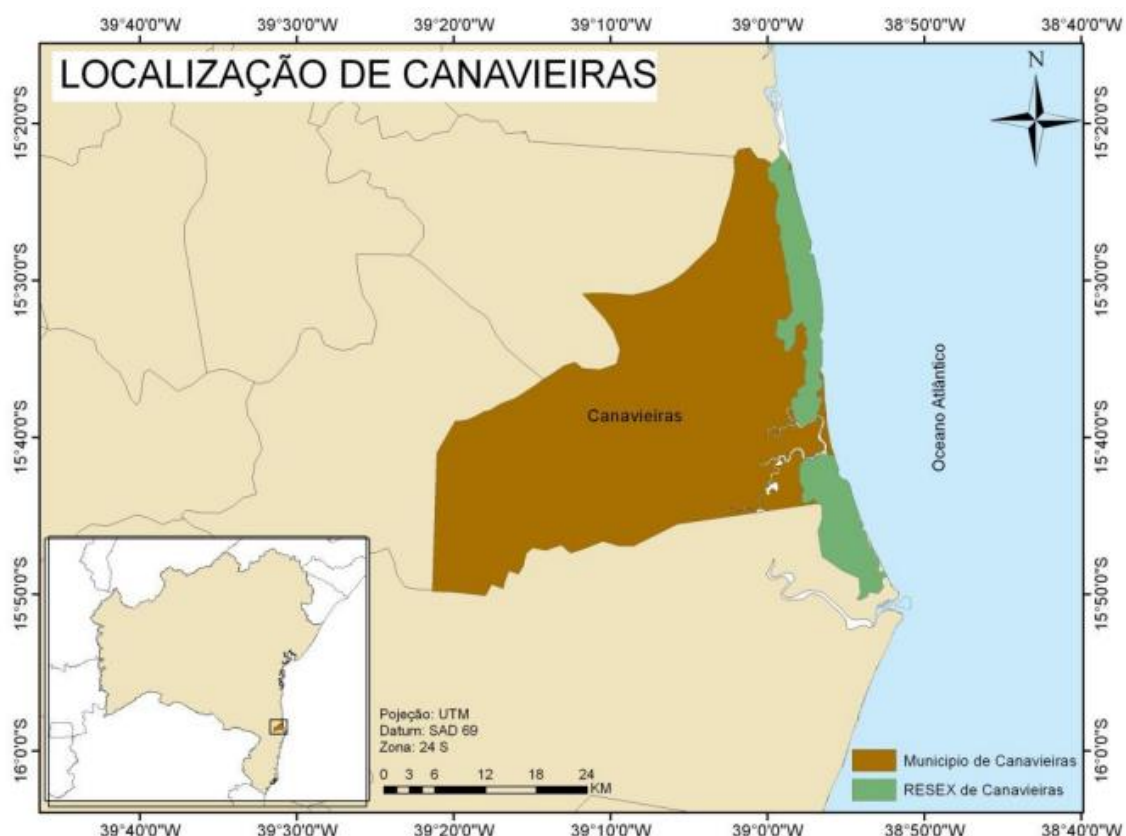 39°40'0"W 39°30'0"W 39°20'0"W 39°10'0"W 39°0'0"W 38°50'0"W 38°40'0"W
LOCALIZAÇÃO DE CANAVIEIRAS
N
15°20'0"S 15°20'0"S
15°30'0"S 15°30'0"S
Oceano Atlântico
Canavieiras
15°40'0"S 15°40'0"S
15°50'0"S 15°50'0"S
Pojeção: UTM
Datum: SAD 69
Zona: 24 S
16°0'0"S 16°0'0"S
0 3 6 12 18 24
KM
Municipio de Canavieiras
RESEX de Canavieiras
39°40'0"W 39°30'0"W 39°20'0"W 39°10'0"W 39°0'0"W 38°50'0"W 38°40'0"W